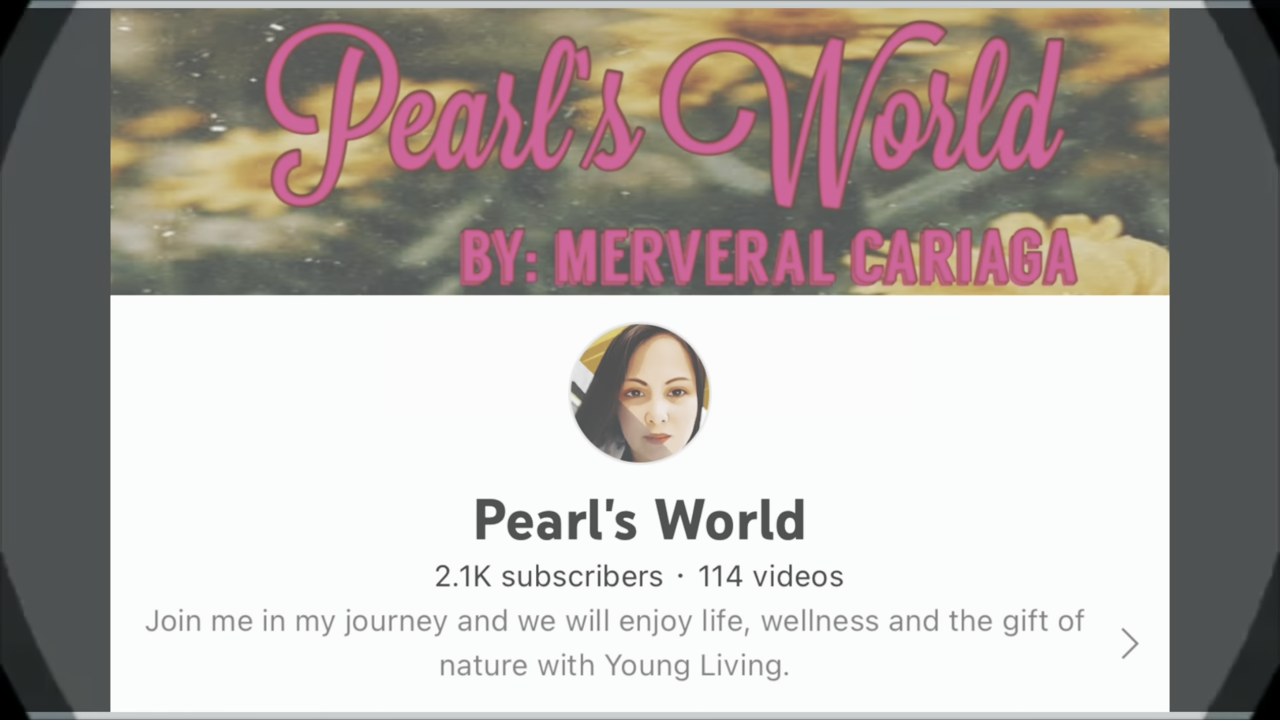 Pearl's World
BY: MERVERAL CARIAGA
Pearl's World
2.1K subscribers · 114 videos
Join me in my journey and we will enjoy life, wellness and the gift of
nature with Young Living.